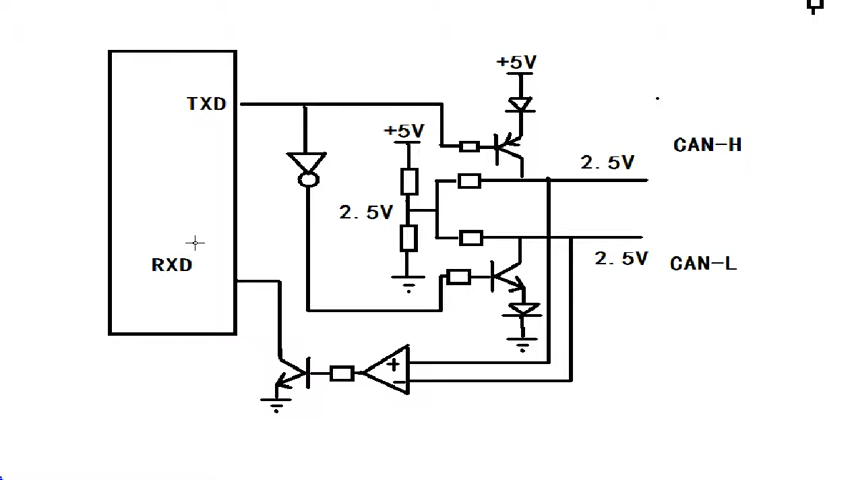 +5V
TXD
+5V
CAN-H
2.5V
2.5V
2.5V
CAN-L
RXD
+
−